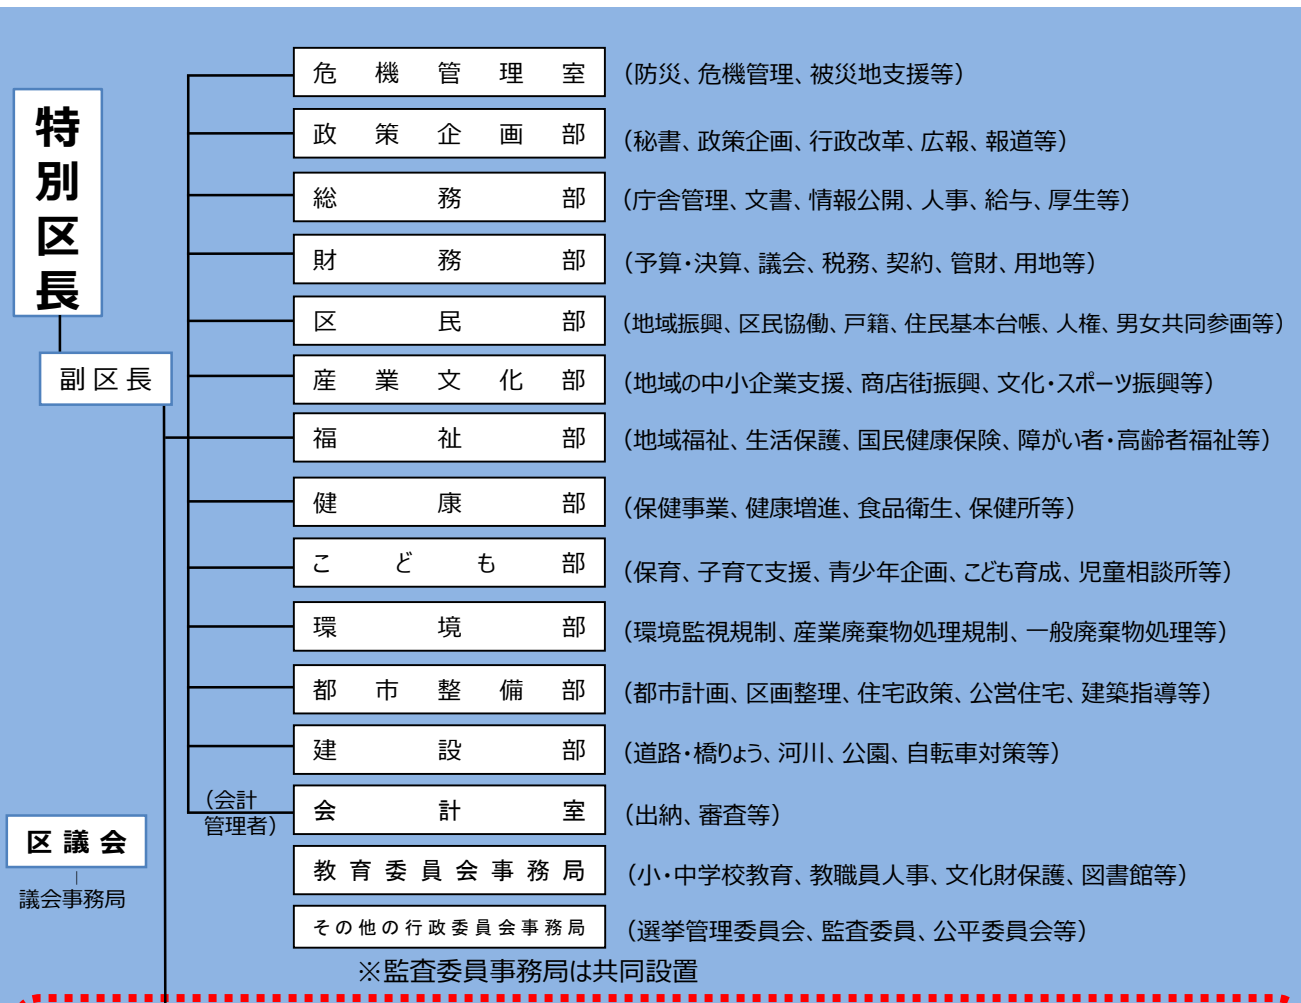 特別区長
副区長
危機管理室 （防災、危機管理、被災地支援等）
政策企画部 （秘書、政策企画、行政改革、広報、報道等）
総務部 （庁舎管理、文書、情報公開、人事、給与、厚生等）
財務部 （予算・決算、議会、税務、契約、管財、用地等）
区民部 （地域振興、区民協働、戸籍、住民基本台帳、人権、男女共同参画等）
産業文化部 （地域の中小企業支援、商店街振興、文化・スポーツ振興等）
福祉部 （地域福祉、生活保護、国民健康保険、障がい者・高齢者福祉等）
健康部 （保健事業、健康増進、食品衛生、保健所等）
こども部 （保育、子育て支援、青少年企画、こども育成、児童相談所等）
環境部 （環境監視規制、産業廃棄物処理規制、一般廃棄物処理等）
都市整備部 （都市計画、区画整理、住宅政策、公営住宅、建築指導等）
建設部 （道路・橋りょう、河川、公園、自転車対策等）
（会計
管理者）
会計室 （出納、審査等）
区議会
議会事務局
教育委員会事務局 （小・中学校教育、教職員人事、文化財保護、図書館等）
その他の行政委員会事務局 （選挙管理委員会、監査委員、公平委員会等）
※監査委員事務局は共同設置